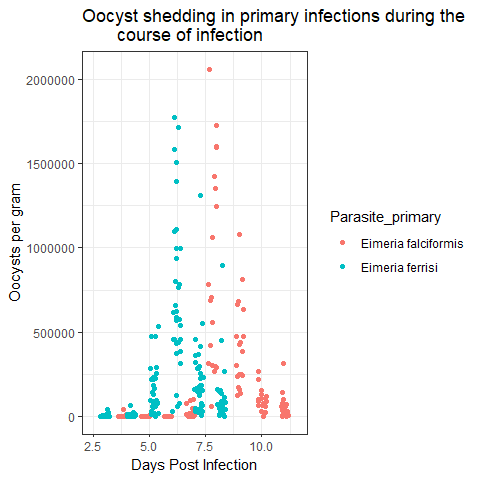 Oocyst shedding in primary infections during the
course of infection
Oocysts per gram
2000000
1500000
1000000
500000
0
2.5
5.0
7.5
10.0
Days Post Infection
Parasite_primary
Eimeria falciformis
Eimeria ferrisi